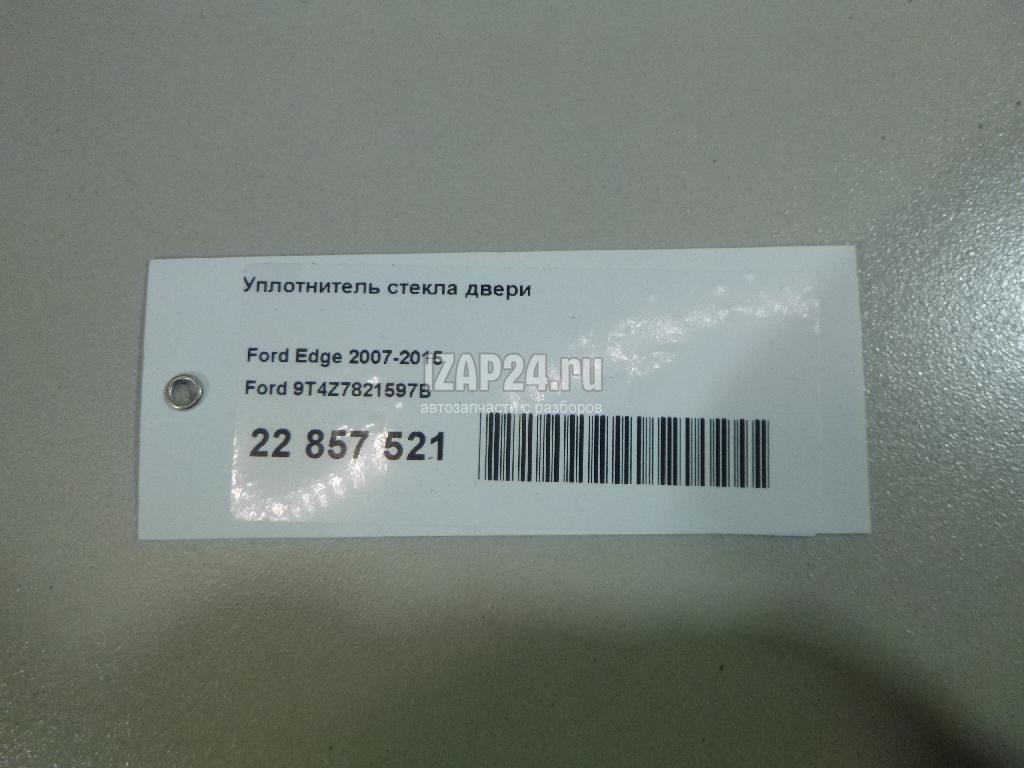 Уплотнитель стекла двери
Ford Edge 2007-2015
IZAP24.ru
Ford 9T4Z7821597B
автозапчасти с разборов
22 857 521